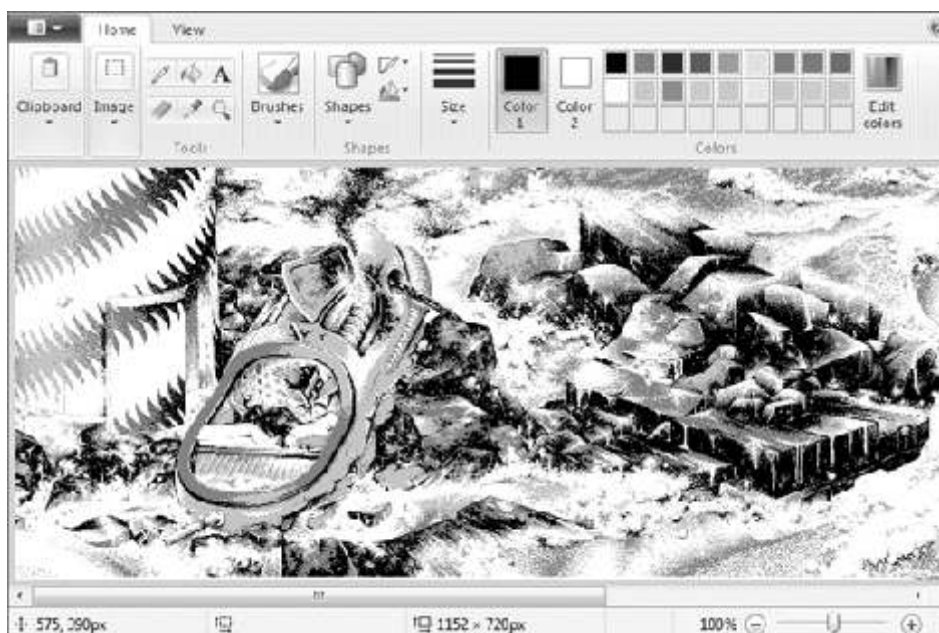 Home View
Clipboard Image A Brushes Shapes Size Color 1 Color 2 Edit colors
Tools Shapes Colors
575, 390px 1152 × 720px 100%